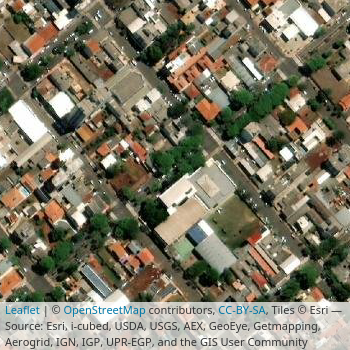 Leaflet | © OpenStreetMap contributors, CC-BY-SA, Tiles © Esri —
Source: Esri, i-cubed, USDA, USGS, AEX, GeoEye, Getmapping,
Aerogrid, IGN, IGP, UPR-EGP, and the GIS User Community